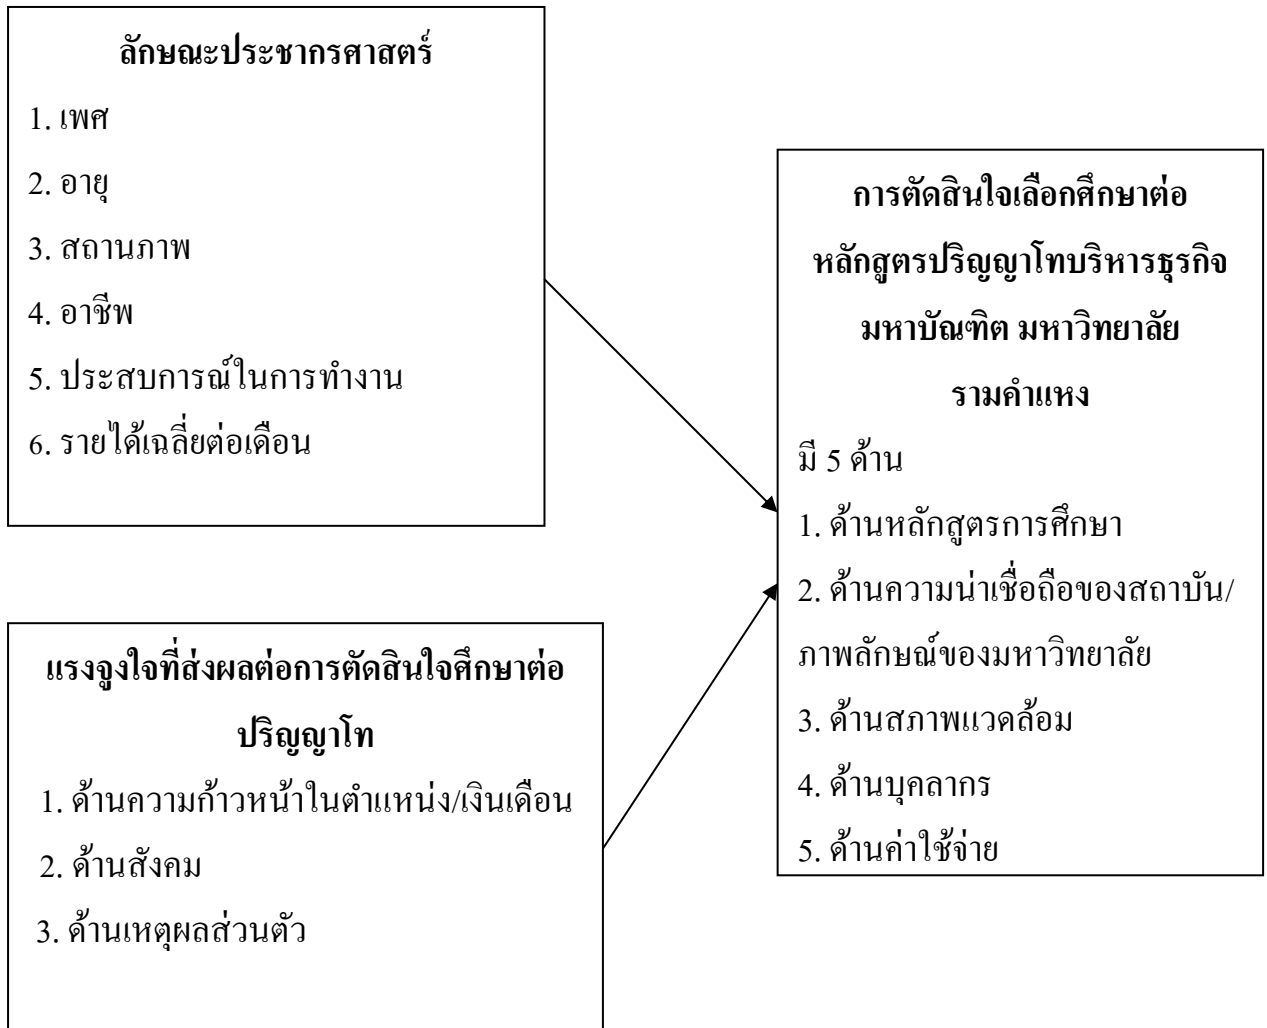 ลักษณะประชากรศาสตร์
1. เพศ
2. อายุ
3. สถานภาพ
4. อาชีพ
5. ประสบการณ์ในการทำงาน
6. รายได้เฉลี่ยต่อเดือน
แรงจูงใจที่ส่งผลต่อการตัดสินใจศึกษาต่อ
ปริญญาโท
1. ด้านความก้าวหน้าในตำแหน่ง/เงินเดือน
2. ด้านสังคม
3. ด้านเหตุผลส่วนตัว
การตัดสินใจเลือกศึกษาต่อ
หลักสูตรปริญญาโทบริหารธุรกิจ
มหาบัณฑิต มหาวิทยาลัย
รามคำแหง
มี 5 ด้าน
1. ด้านหลักสูตรการศึกษา
2. ด้านความน่าเชื่อถือของสถาบัน/
ภาพลักษณ์ของมหาวิทยาลัย
3. ด้านสภาพแวดล้อม
4. ด้านบุคลากร
5. ด้านค่าใช้จ่าย